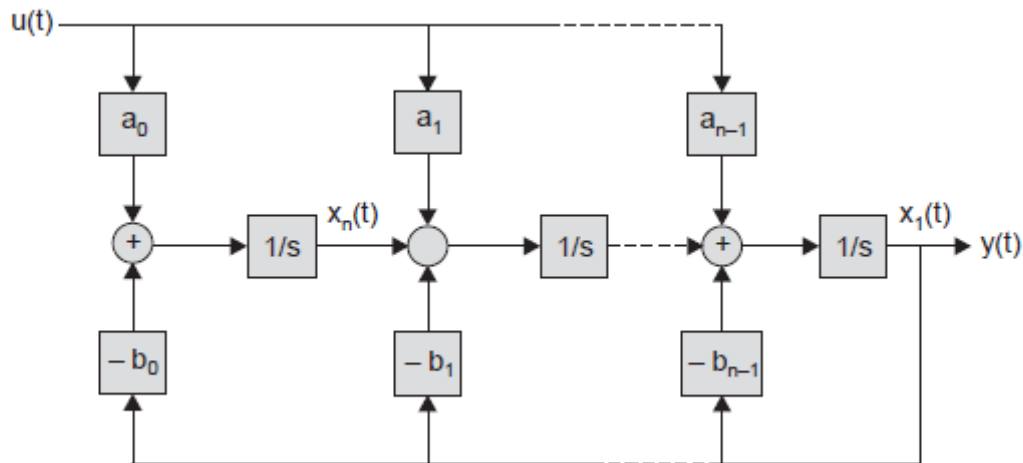 u(t)
a₀ a₁ aₙ₋₁
xₙ(t) x₁(t)
+ 1/s 1/s + 1/s y(t)
– b₀ – b₁ – bₙ₋₁